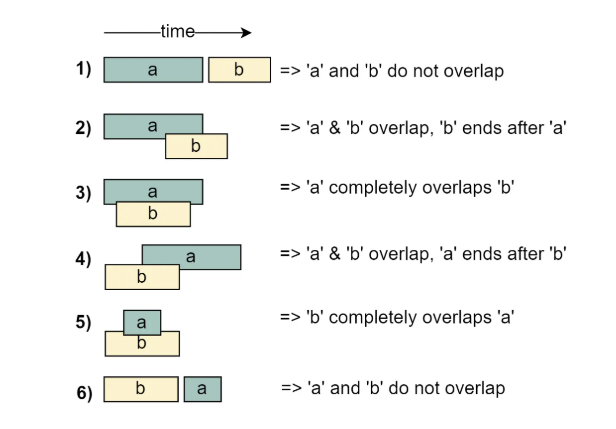 time
1) a b => 'a' and 'b' do not overlap
2) a b => 'a' & 'b' overlap, 'b' ends after 'a'
3) a b => 'a' completely overlaps 'b'
4) a b => 'a' & 'b' overlap, 'a' ends after 'b'
5) a b => 'b' completely overlaps 'a'
6) b a => 'a' and 'b' do not overlap